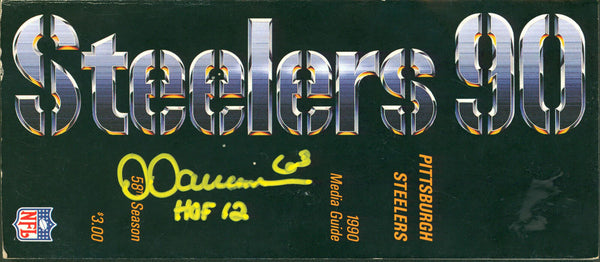 Steelers 90
PITTSBURGH
STEELERS
1990
Media Guide
58th Season
$3.00
NFL
63
HOF 12